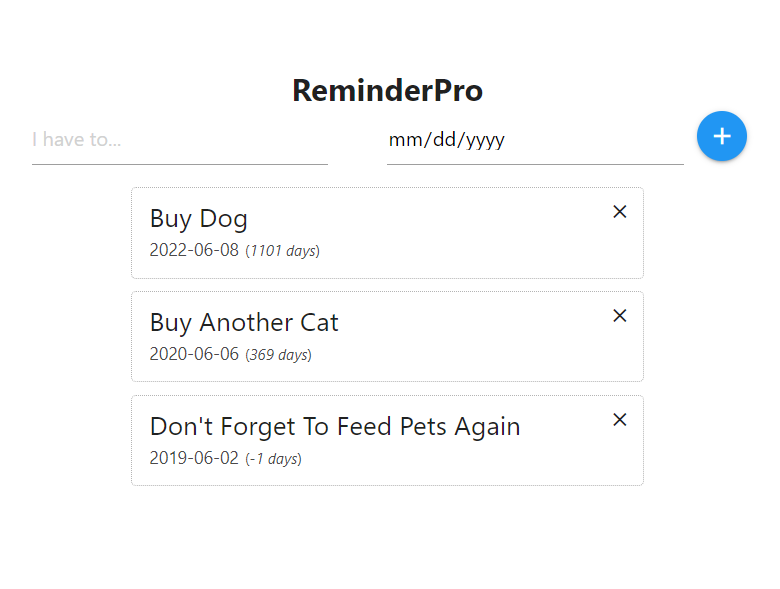 ReminderPro
I have to...
mm/dd/yyyy
Buy Dog
2022-06-08 (1101 days)
Buy Another Cat
2020-06-06 (369 days)
Don't Forget To Feed Pets Again
2019-06-02 (-1 days)